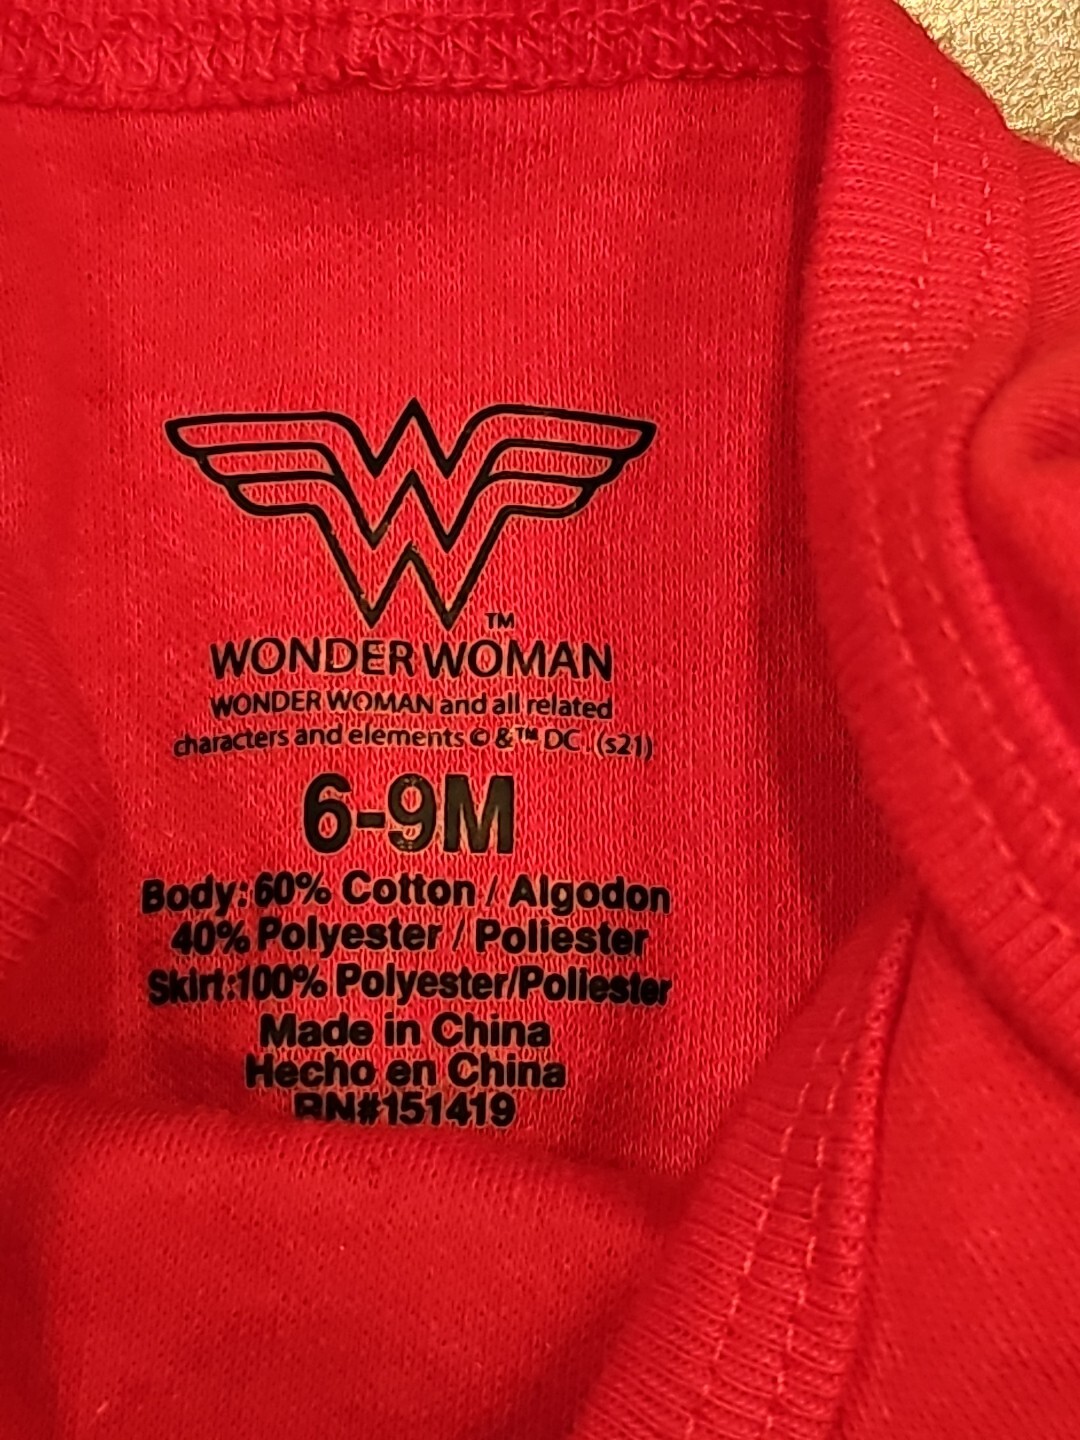 TM
WONDER WOMAN
WONDER WOMAN and all related
characters and elements © &™ DC. (s21)
6-9M
Body: 60% Cotton / Algodon
40% Polyester / Poliester
Skirt:100% Polyester/Poliester
Made in China
Hecho en China
RN#151419